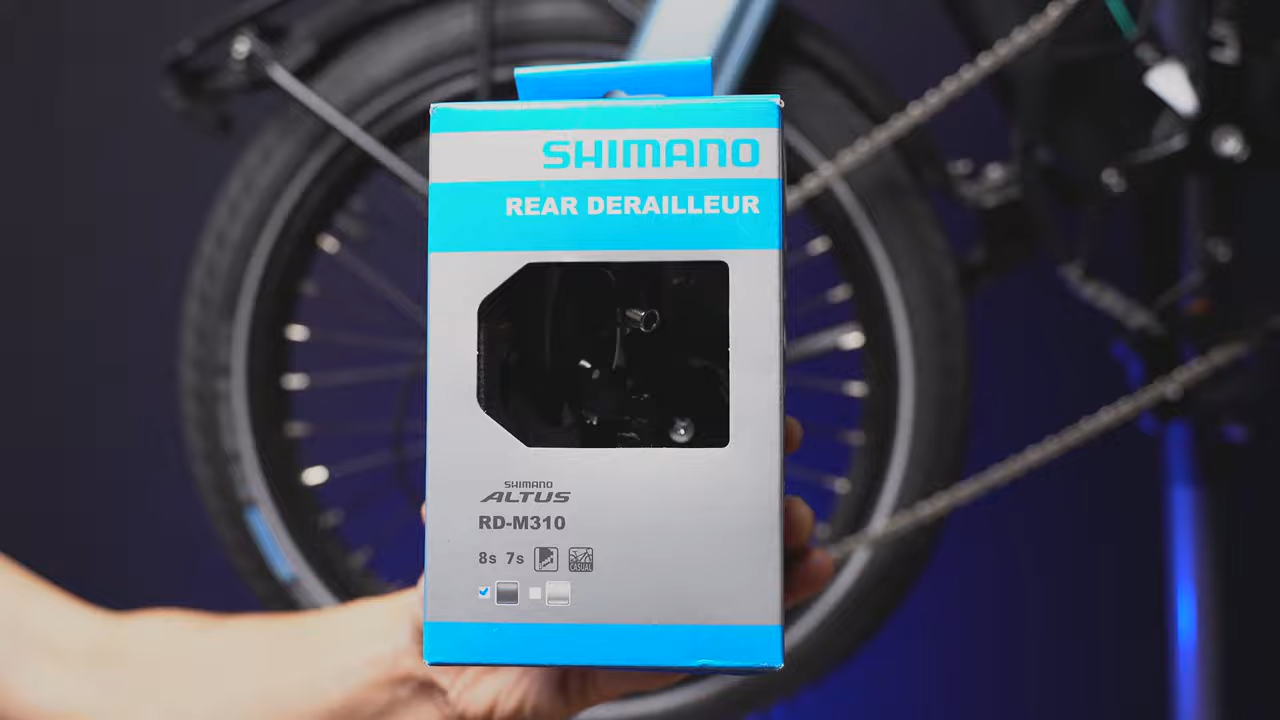 SHIMANO
REAR DERAILLEUR
SHIMANO
ALTUS
RD-M310
8s 7s
CASUAL